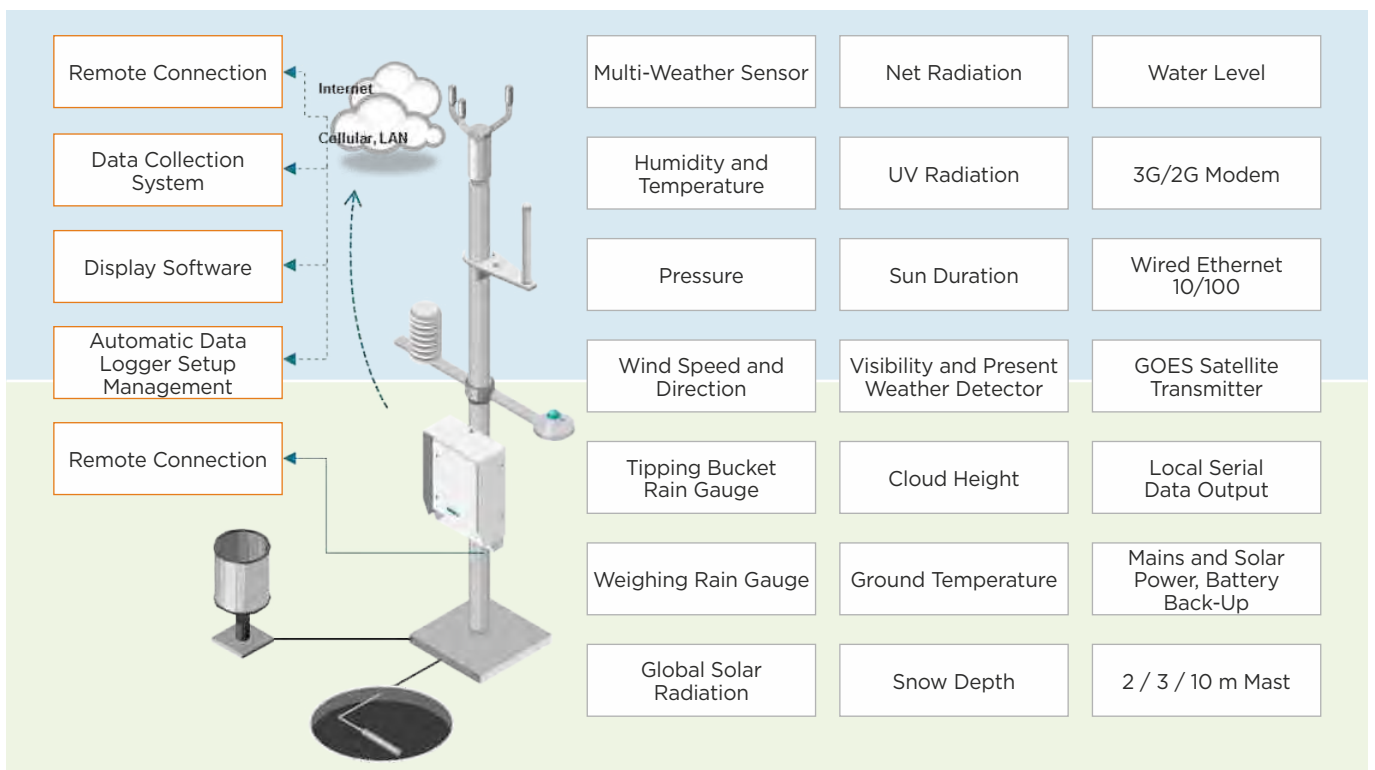 Remote Connection
Data Collection
System
Display Software
Automatic Data
Logger Setup
Management
Remote Connection
Internet
Cellular, LAN
Multi-Weather Sensor
Humidity and
Temperature
Pressure
Wind Speed and
Direction
Tipping Bucket
Rain Gauge
Weighing Rain Gauge
Global Solar
Radiation
Net Radiation
UV Radiation
Sun Duration
Visibility and Present
Weather Detector
Cloud Height
Ground Temperature
Snow Depth
Water Level
3G/2G Modem
Wired Ethernet
10/100
GOES Satellite
Transmitter
Local Serial
Data Output
Mains and Solar
Power, Battery
Back-Up
2 / 3 / 10 m Mast